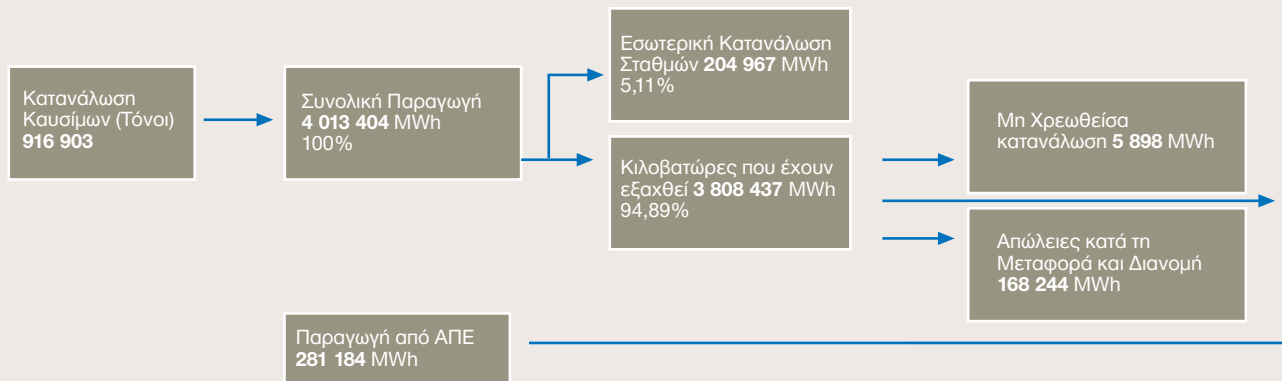 Κατανάλωση
Καυσίμων (Τόνοι)
916 903
Συνολική Παραγωγή
4 013 404 MWh
100%
Εσωτερική Κατανάλωση
Σταθμών 204 967 MWh
5,11%
Κιλοβατώρες που έχουν
εξαχθεί 3 808 437 MWh
94,89%
Μη Χρεωθείσα
κατανάλωση 5 898 MWh
Απώλειες κατά τη
Μεταφορά και Διανομή
168 244 MWh
Παραγωγή από ΑΠΕ
281 184 MWh